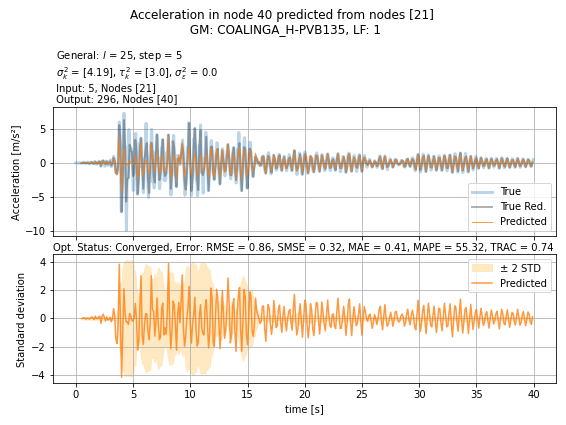 Acceleration in node 40 predicted from nodes [21]
GM: COALINGA_H-PVB135, LF: 1
General: l = 25, step = 5
σ²ₖ = [4.19], τ²ₖ = [3.0], σ²ε = 0.0
Input: 5, Nodes [21]
Output: 296, Nodes [40]
Acceleration [m/s²]
5
0
−5
−10
True
True Red.
Predicted
Opt. Status: Converged, Error: RMSE = 0.86, SMSE = 0.32, MAE = 0.41, MAPE = 55.32, TRAC = 0.74
Standard deviation
4
2
0
−2
−4
± 2 STD
Predicted
0 5 10 15 20 25 30 35 40
time [s]